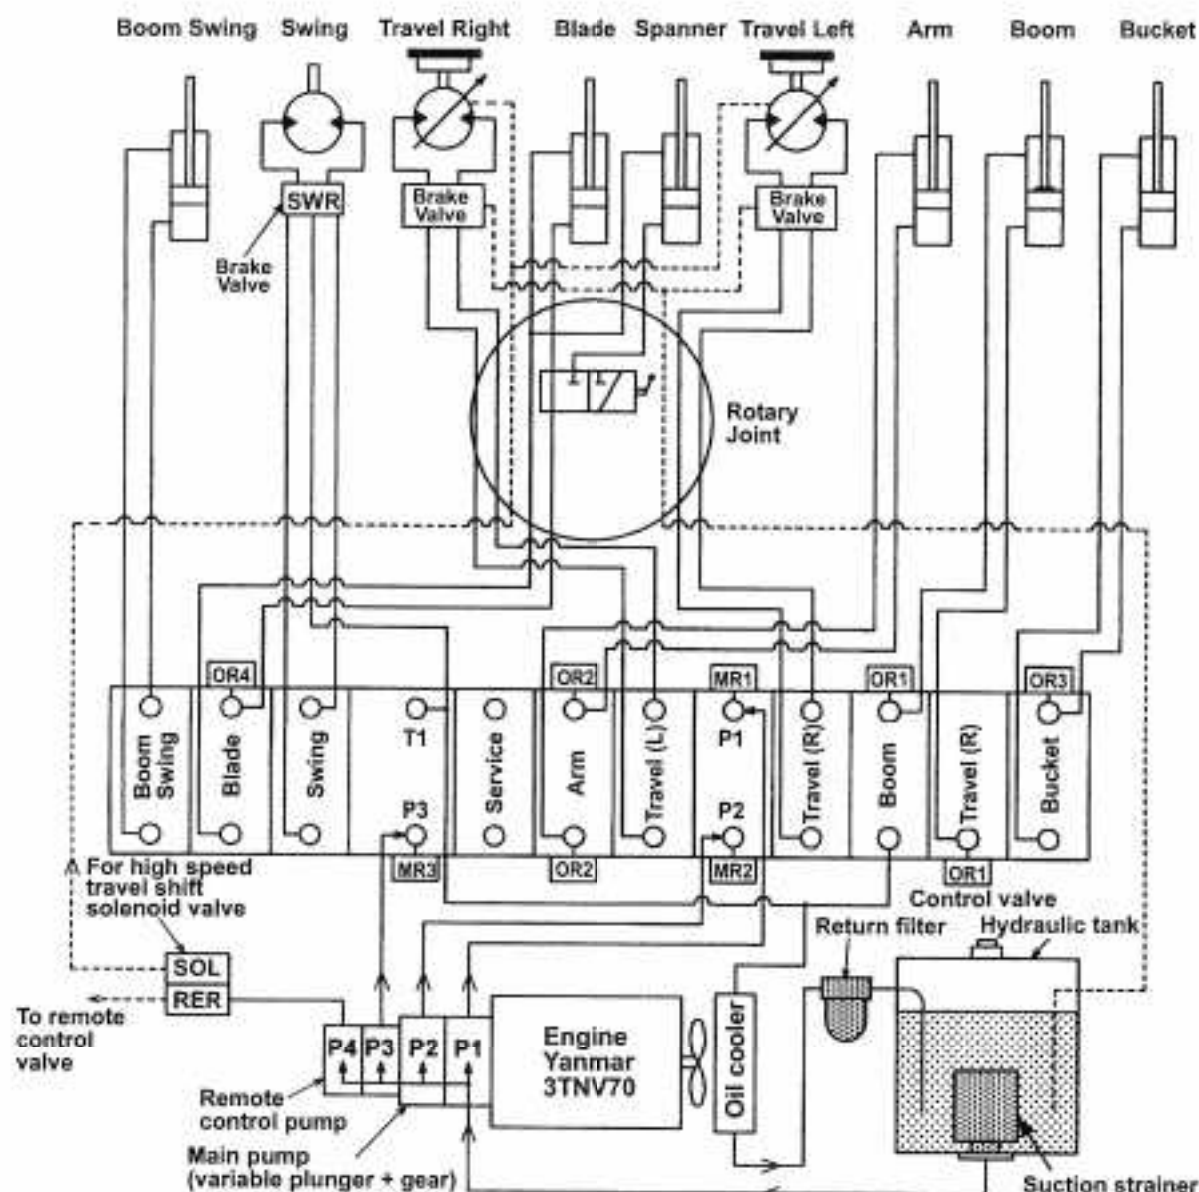 Boom Swing Swing Travel Right Blade Spanner Travel Left Arm Boom Bucket
SWR
Brake
Valve
Brake
Valve
Brake
Valve
Rotary
Joint
OR4 OR2 MR1 OR1 OR3
Boom
Swing
Blade
Swing
T1
P3
Service
Arm
Travel (L)
P1
P2
Travel (R)
Boom
Travel (R)
Bucket
MR3 OR2 MR2 OR1
For high speed
travel shift
solenoid valve
Control valve
Return filter
Hydraulic tank
SOL
RER
To remote
control
valve
P4 P3 P2 P1
Engine
Yanmar
3TNV70
Oil cooler
Remote
control pump
Main pump
(variable plunger + gear)
Suction strainer